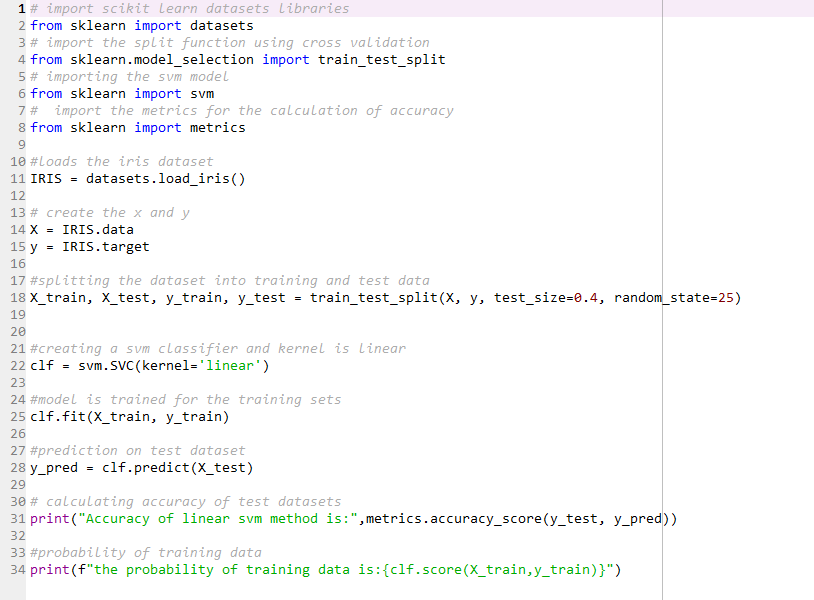 1 # import scikit learn datasets libraries
2 from sklearn import datasets
3 # import the split function using cross validation
4 from sklearn.model_selection import train_test_split
5 # importing the svm model
6 from sklearn import svm
7 #  import the metrics for the calculation of accuracy
8 from sklearn import metrics
9
10 #loads the iris dataset
11 IRIS = datasets.load_iris()
12
13 # create the x and y
14 X = IRIS.data
15 y = IRIS.target
16
17 #splitting the dataset into training and test data
18 X_train, X_test, y_train, y_test = train_test_split(X, y, test_size=0.4, random_state=25)
19
20
21 #creating a svm classifier and kernel is linear
22 clf = svm.SVC(kernel='linear')
23
24 #model is trained for the training sets
25 clf.fit(X_train, y_train)
26
27 #prediction on test dataset
28 y_pred = clf.predict(X_test)
29
30 # calculating accuracy of test datasets
31 print("Accuracy of linear svm method is:",metrics.accuracy_score(y_test, y_pred))
32
33 #probability of training data
34 print(f"the probability of training data is:{clf.score(X_train,y_train)}")